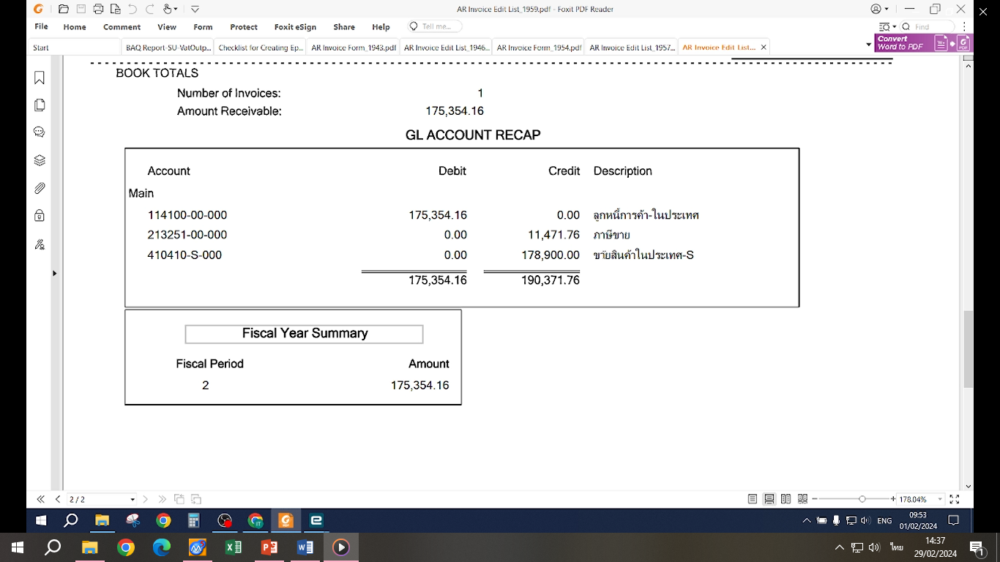 AR Invoice Edit List_1959.pdf - Foxit PDF Reader
File Home Comment View Form Protect Foxit eSign Share Help Tell me... Find
Start BAQ Report-SU-VatOutp... Checklist for Creating Ep... AR Invoice Form_1943.pdf AR Invoice Edit List_1946... AR Invoice Form_1954.pdf AR Invoice Edit List_1957... AR Invoice Edit List...
Convert
Word to PDF
BOOK TOTALS
Number of Invoices: 1
Amount Receivable: 175,354.16
GL ACCOUNT RECAP
Account Debit Credit Description
Main
114100-00-000 175,354.16 0.00 ลูกหนี้การค้า-ในประเทศ
213251-00-000 0.00 11,471.76 ภาษีขาย
410410-S-000 0.00 178,900.00 ขายสินค้าในประเทศ-S
175,354.16 190,371.76
Fiscal Year Summary
Fiscal Period Amount
2 175,354.16
2 / 2 178.04%
ENG 09:53
01/02/2024
ไทย 14:37
29/02/2024 1